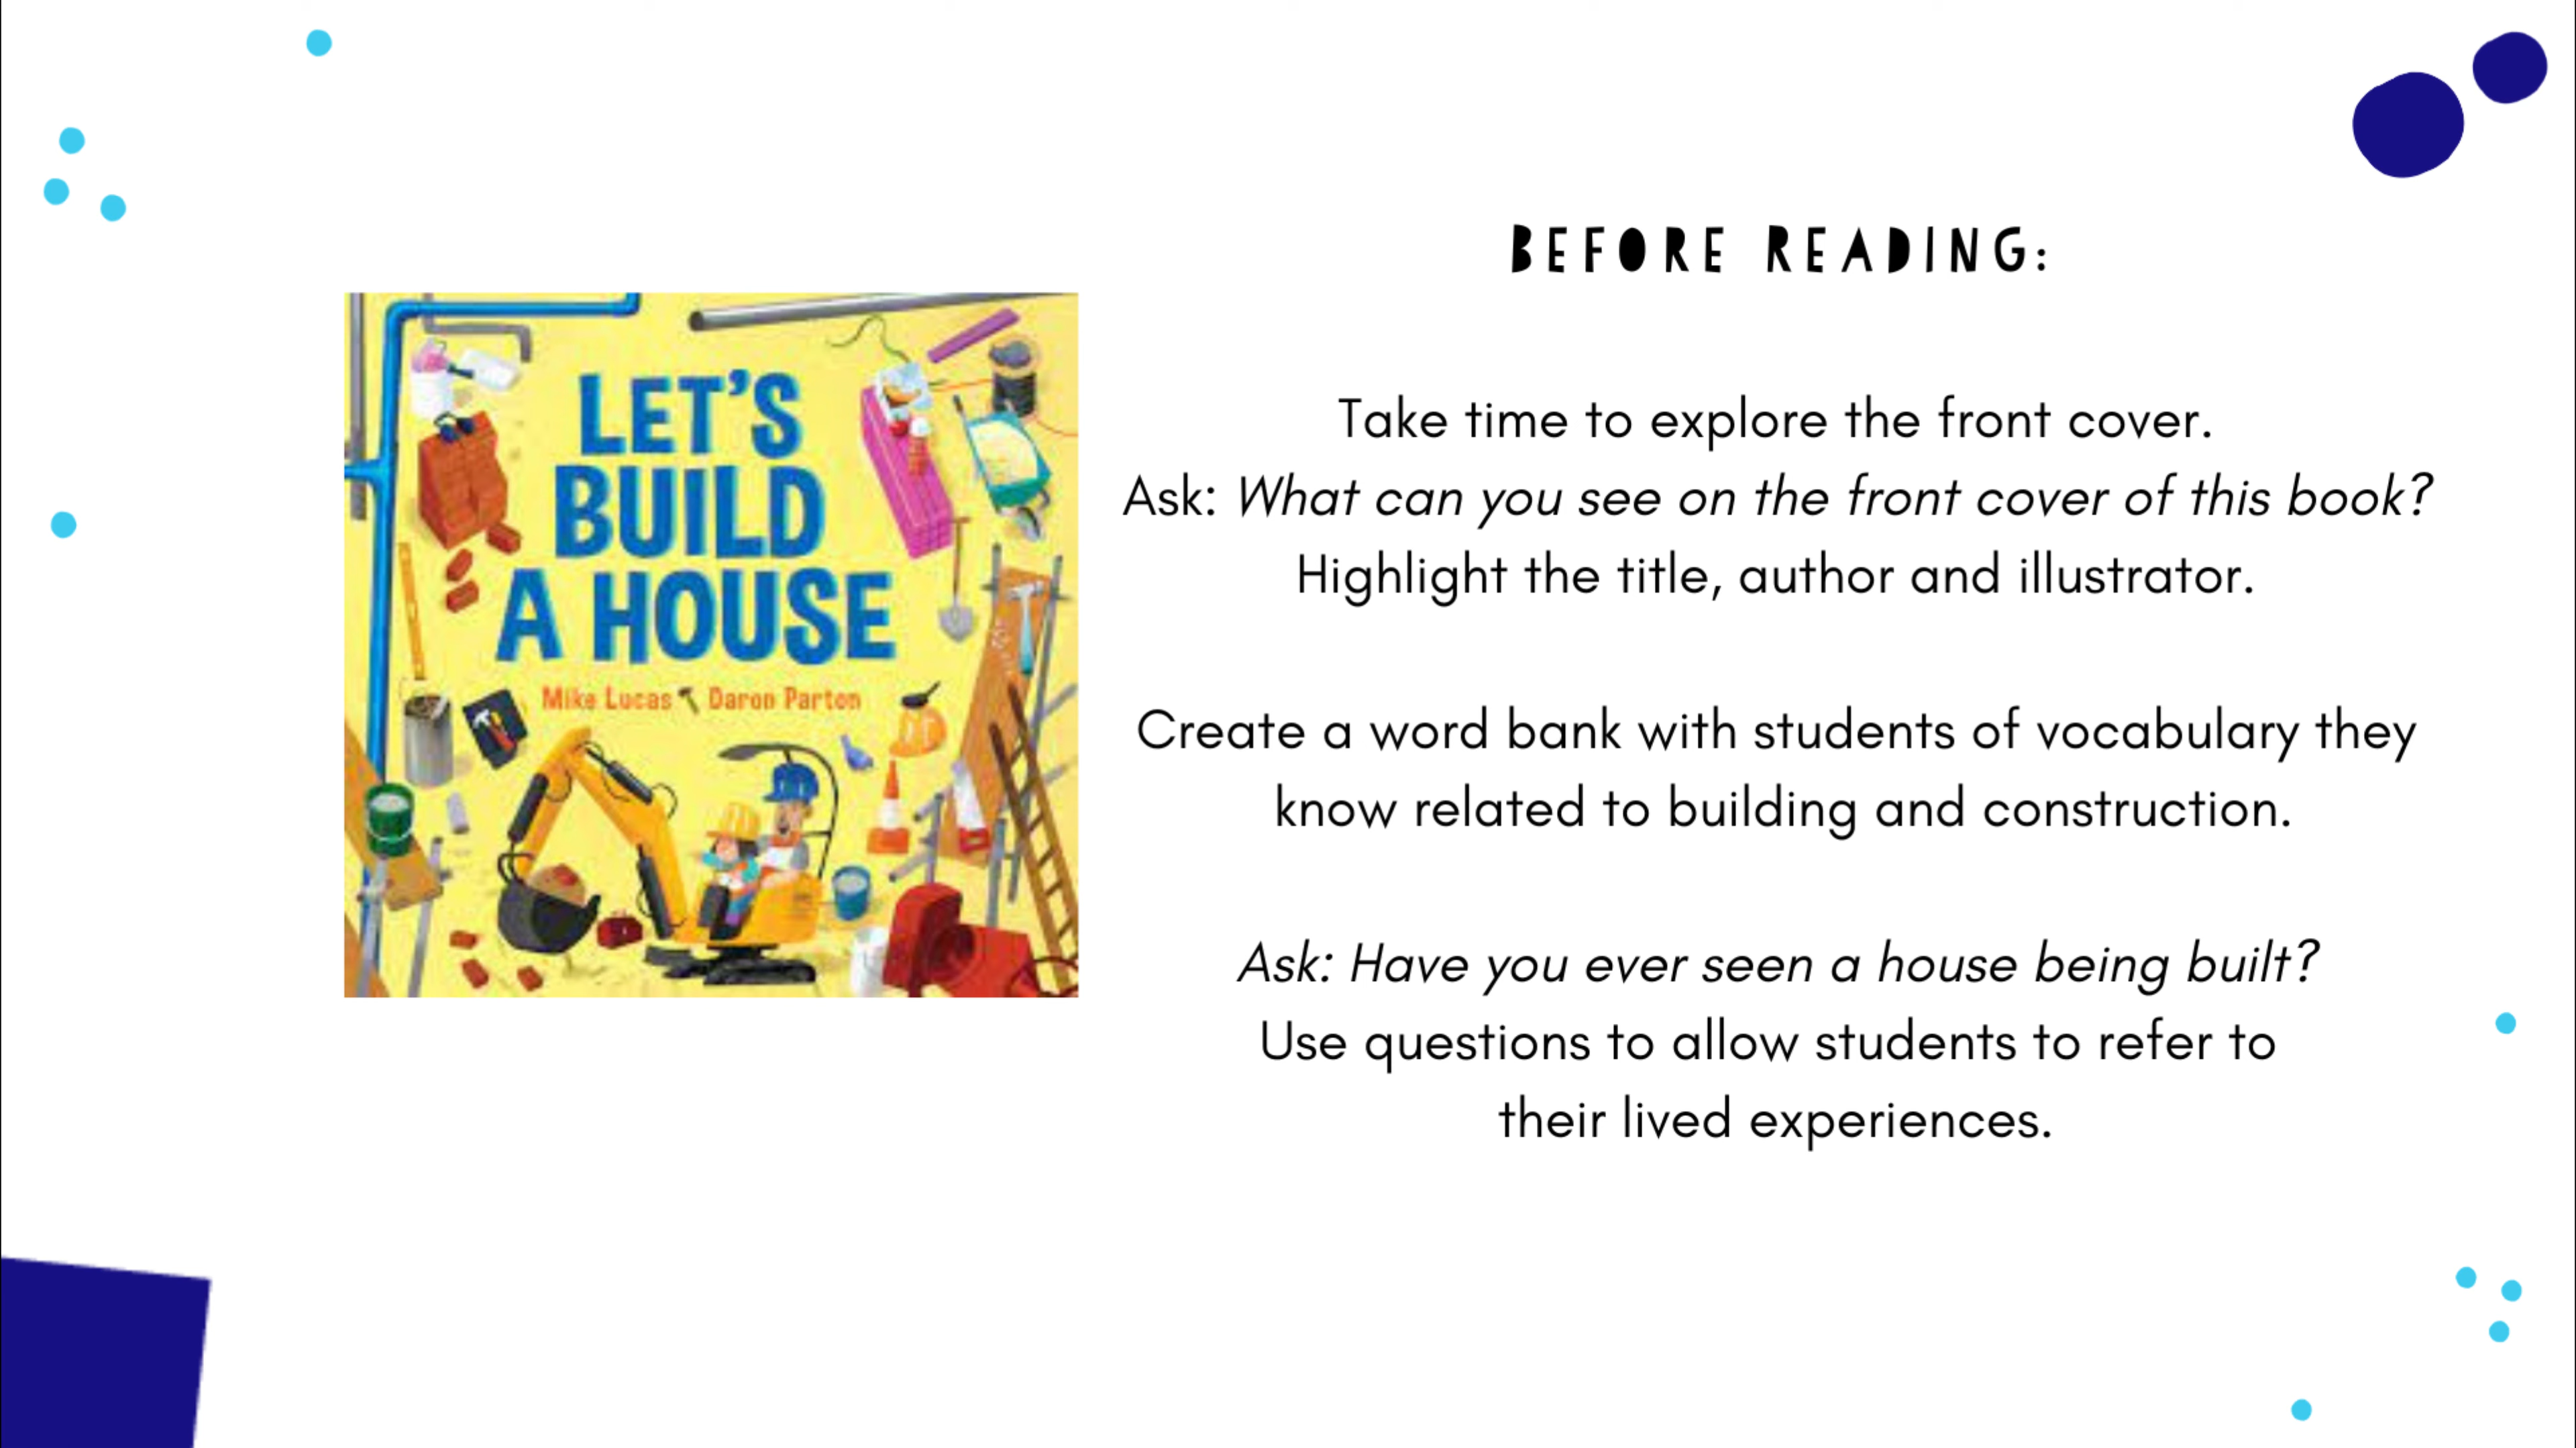 BEFORE READING:
LET'S
BUILD
A HOUSE
Mike Lucas Daron Parton
Take time to explore the front cover.
Ask: What can you see on the front cover of this book?
Highlight the title, author and illustrator.
Create a word bank with students of vocabulary they
know related to building and construction.
Ask: Have you ever seen a house being built?
Use questions to allow students to refer to
their lived experiences.